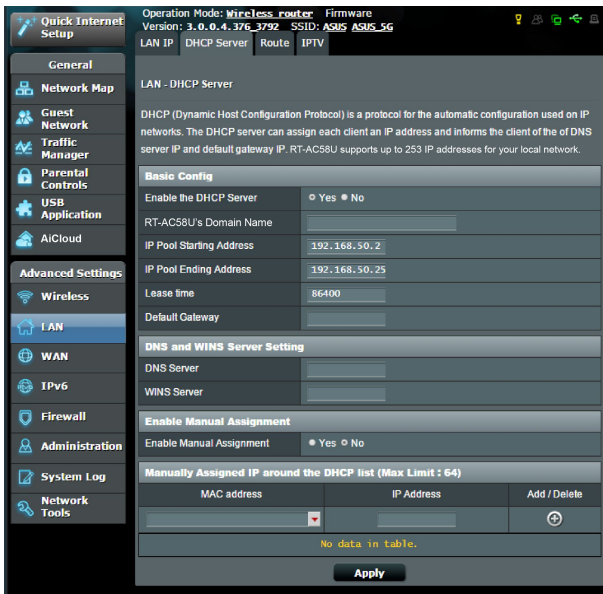 Quick Internet
Setup
General
Network Map
Guest
Network
Traffic
Manager
Parental
Controls
USB
Application
AiCloud
Advanced Settings
Wireless
LAN
WAN
IPv6
Firewall
Administration
System Log
Network
Tools
Operation Mode: Wireless router Firmware
Version: 3.0.0.4.376_3792 SSID: ASUS ASUS_5G
LAN IP DHCP Server Route IPTV
LAN - DHCP Server
DHCP (Dynamic Host Configuration Protocol) is a protocol for the automatic configuration used on IP
networks. The DHCP server can assign each client an IP address and informs the client of the of DNS
server IP and default gateway IP. RT-AC58U supports up to 253 IP addresses for your local network.
Basic Config
Enable the DHCP Server Yes No
RT-AC58U's Domain Name
IP Pool Starting Address 192.168.50.2
IP Pool Ending Address 192.168.50.25
Lease time 86400
Default Gateway
DNS and WINS Server Setting
DNS Server
WINS Server
Enable Manual Assignment
Enable Manual Assignment Yes No
Manually Assigned IP around the DHCP list (Max Limit : 64)
MAC address IP Address Add / Delete
No data in table.
Apply